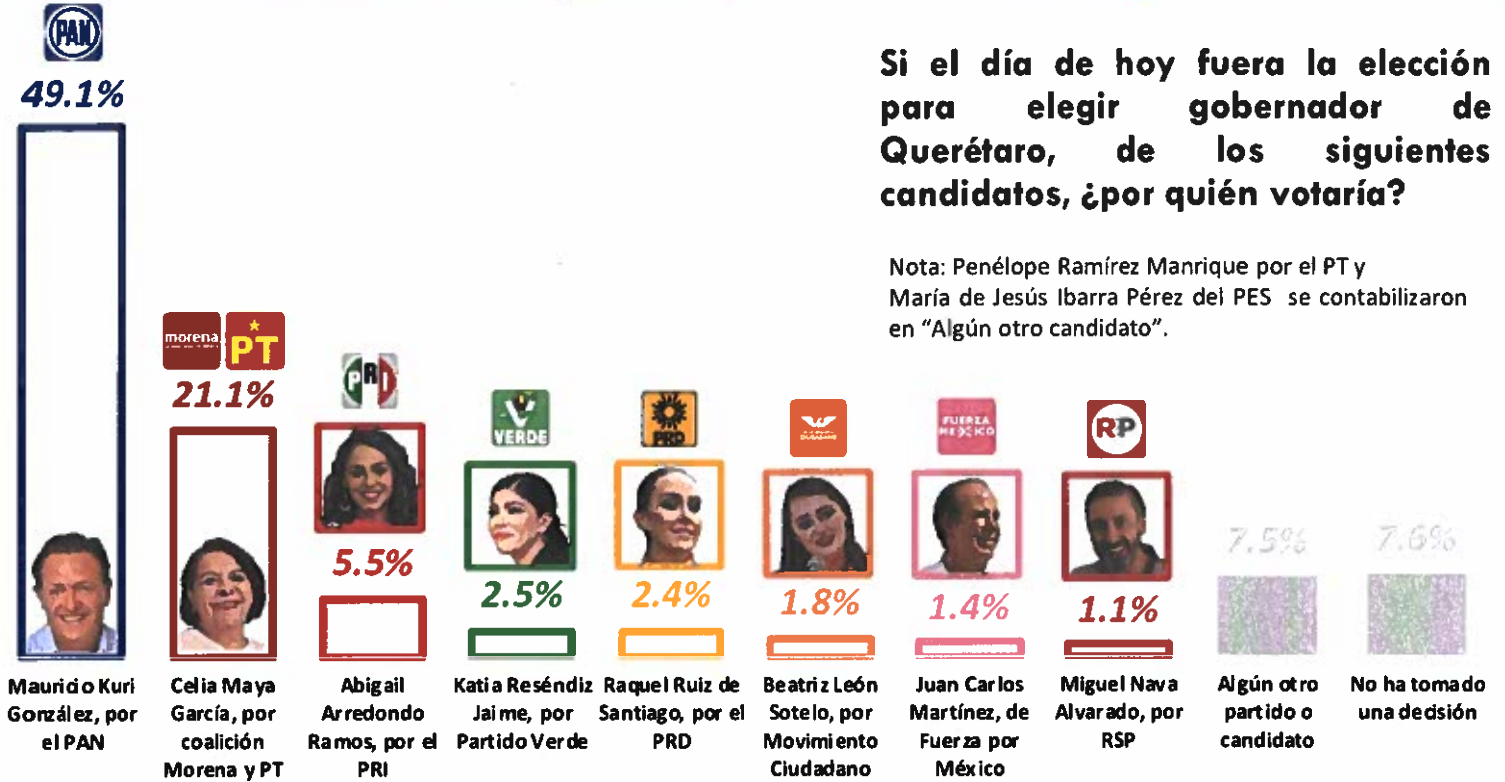 PAN
49.1%
Si el día de hoy fuera la elección
para elegir gobernador de
Querétaro, de los siguientes
candidatos, ¿por quién votaría?
Nota: Penélope Ramírez Manrique por el PT y
María de Jesús Ibarra Pérez del PES se contabilizaron
en "Algún otro candidato".
morena
PT
21.1%
PRI
5.5%
VERDE
2.5%
PRD
2.4%
CIUDADANO
1.8%
FUERZA
MEXICO
1.4%
RP
1.1%
7.5%
7.6%
Mauricio Kuri
González, por
el PAN
Celia Maya
García, por
coalición
Morena y PT
Abigail
Arredondo
Ramos, por el
PRI
Katia Reséndiz
Jaime, por
Partido Verde
Raquel Ruiz de
Santiago, por el
PRD
Beatriz León
Sotelo, por
Movimiento
Ciudadano
Juan Carlos
Martínez, de
Fuerza por
México
Miguel Nava
Alvarado, por
RSP
Algún otro
partido o
candidato
No ha tomado
una decisión